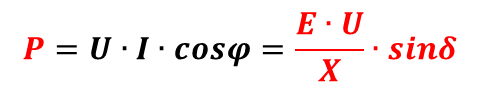 P = U · I · cosφ = E · U / X · sinδ